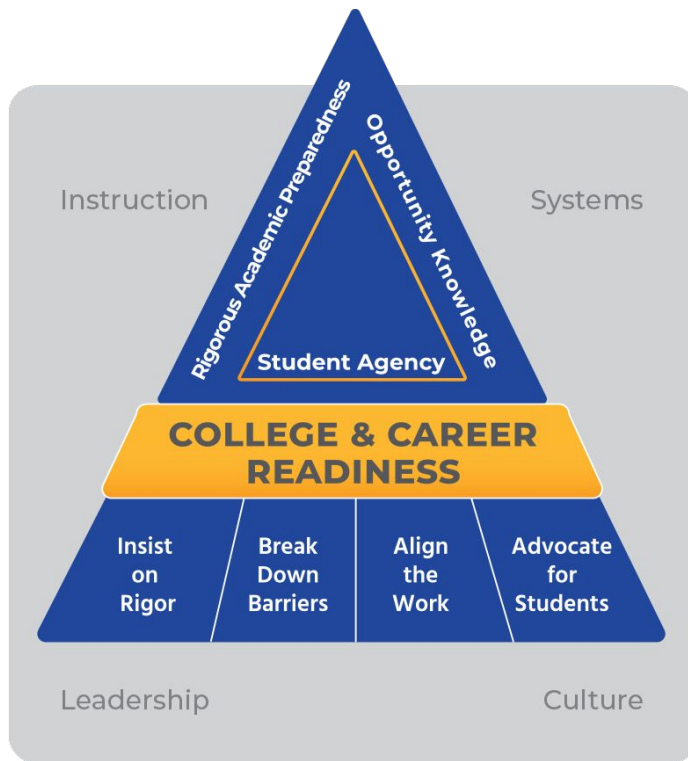 Rigorous Academic Preparedness
Opportunity Knowledge
Instruction
Systems
Student Agency
COLLEGE & CAREER
READINESS
Insist
on
Rigor
Break
Down
Barriers
Align
the
Work
Advocate
for
Students
Leadership
Culture